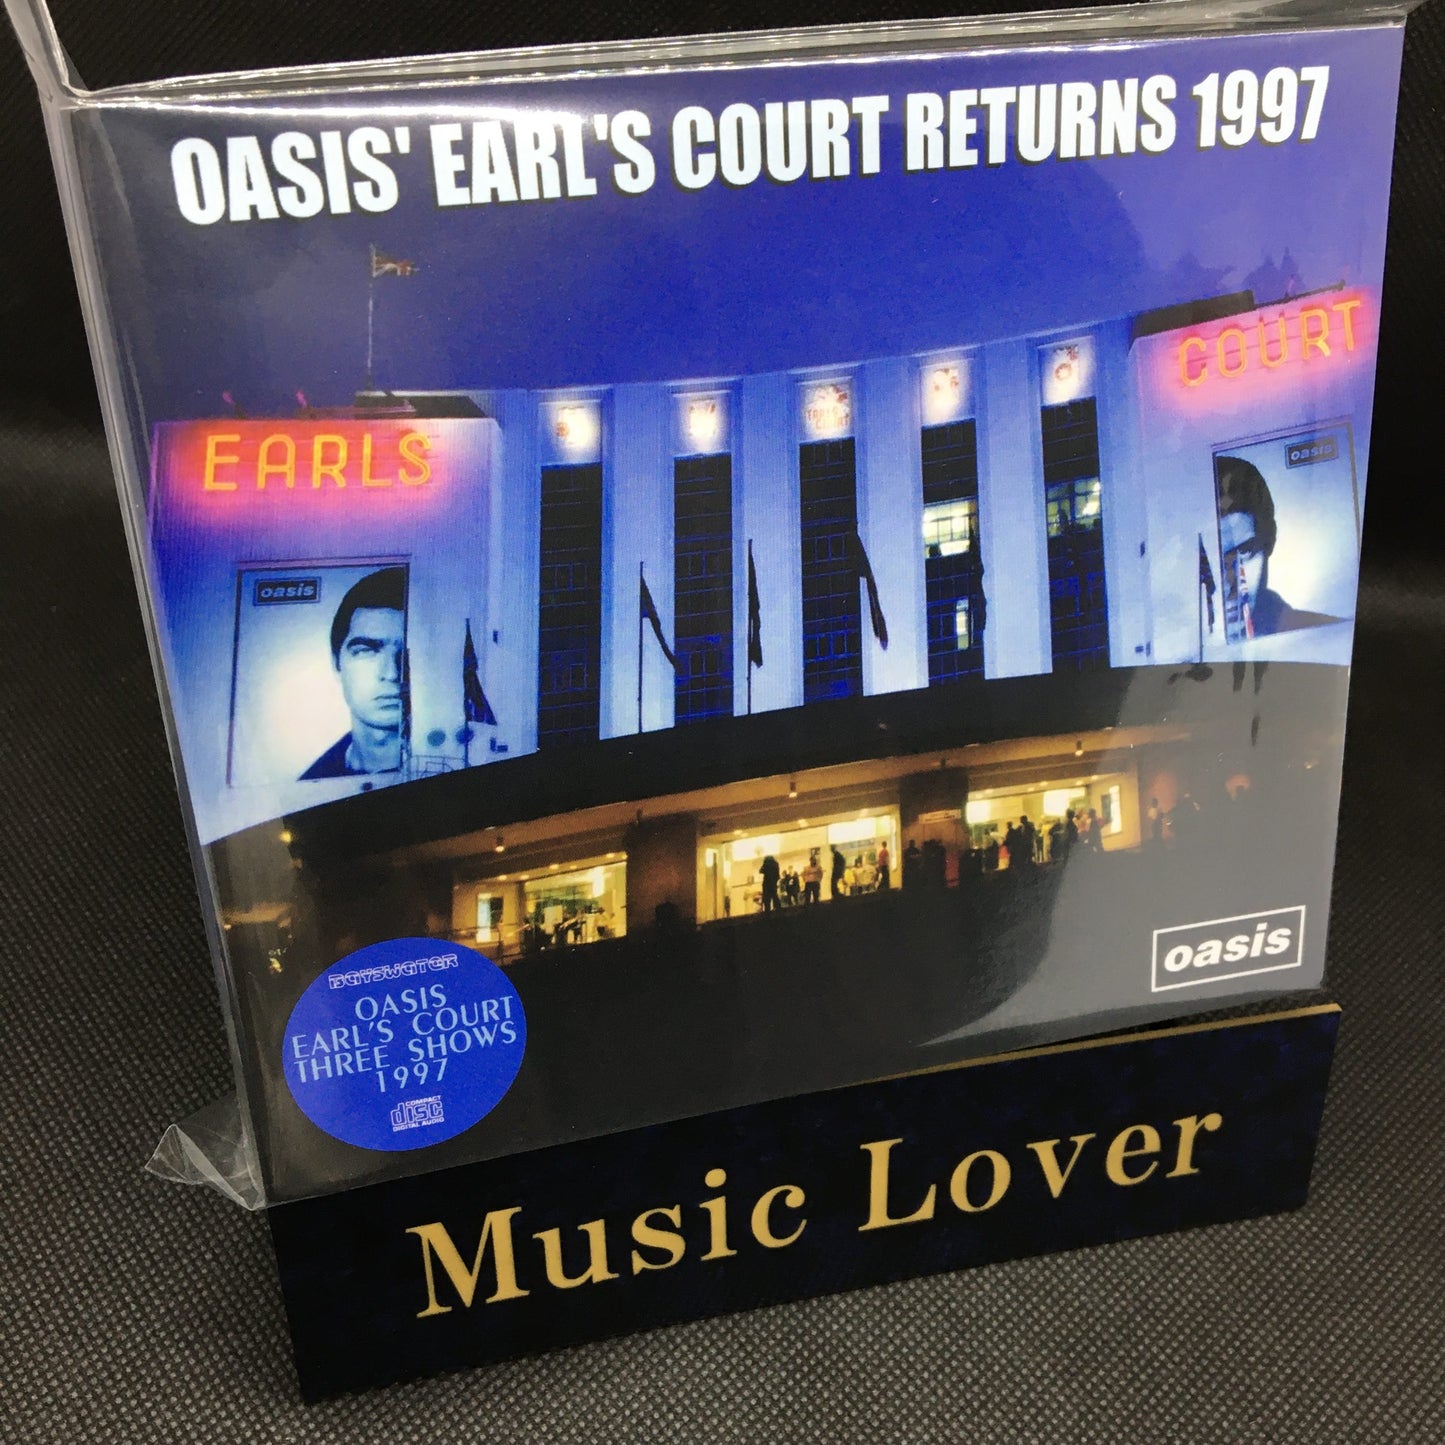 OASIS' EARL'S COURT RETURNS 1997
EARLS
COURT
oasis
oasis
oasis
BAYSWATER
OASIS
EARL'S COURT
THREE SHOWS
1997
COMPACT
disc
DIGITAL AUDIO
Music Lover